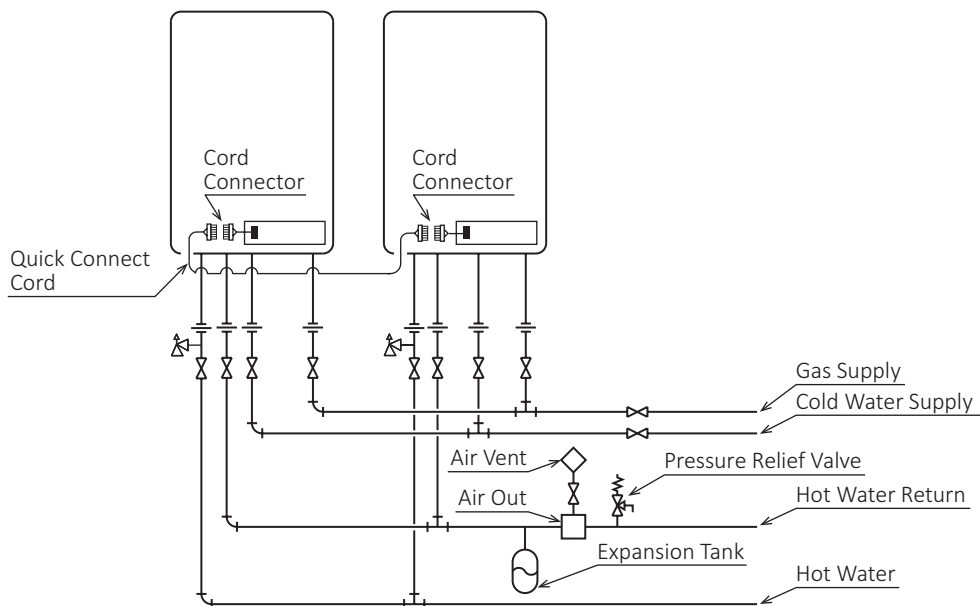 Cord
Connector
Cord
Connector
Quick Connect
Cord
Gas Supply
Cold Water Supply
Air Vent
Pressure Relief Valve
Air Out
Hot Water Return
Expansion Tank
Hot Water